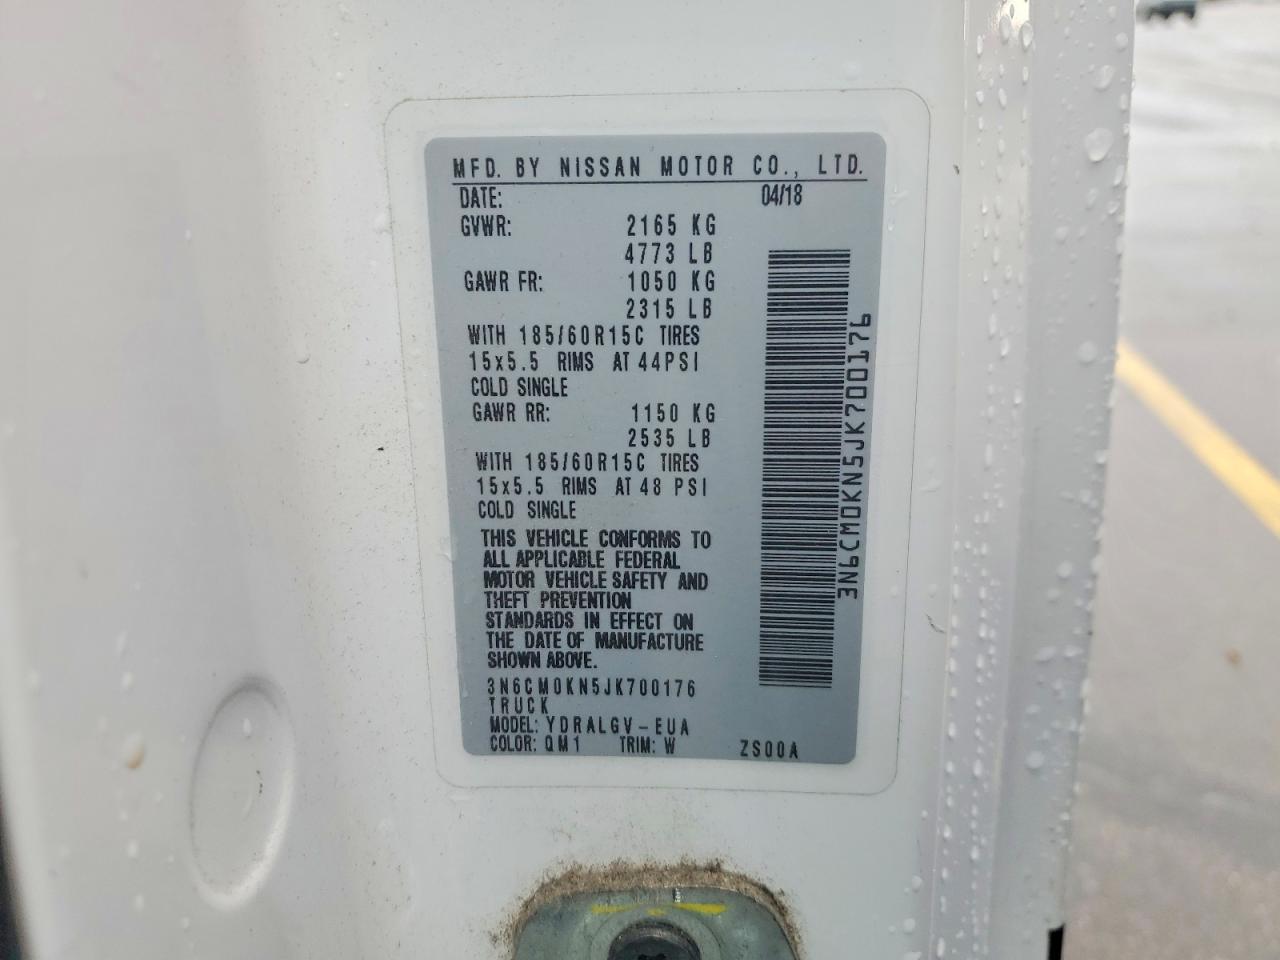 MFD. BY NISSAN MOTOR CO., LTD.
DATE: 04/18
GVWR: 2165 KG
4773 LB
GAWR FR: 1050 KG
2315 LB
WITH 185/60R15C TIRES
15x5.5 RIMS AT 44PSI
COLD SINGLE
GAWR RR: 1150 KG
2535 LB
WITH 185/60R15C TIRES
15x5.5 RIMS AT 48 PSI
COLD SINGLE
THIS VEHICLE CONFORMS TO
ALL APPLICABLE FEDERAL
MOTOR VEHICLE SAFETY AND
THEFT PREVENTION
STANDARDS IN EFFECT ON
THE DATE OF MANUFACTURE
SHOWN ABOVE.
3N6CM0KN5JK700176
TRUCK
MODEL: YDRALGV-EUA
COLOR: QM1 TRIM: W ZS00A
3N6CM0KN5JK700176